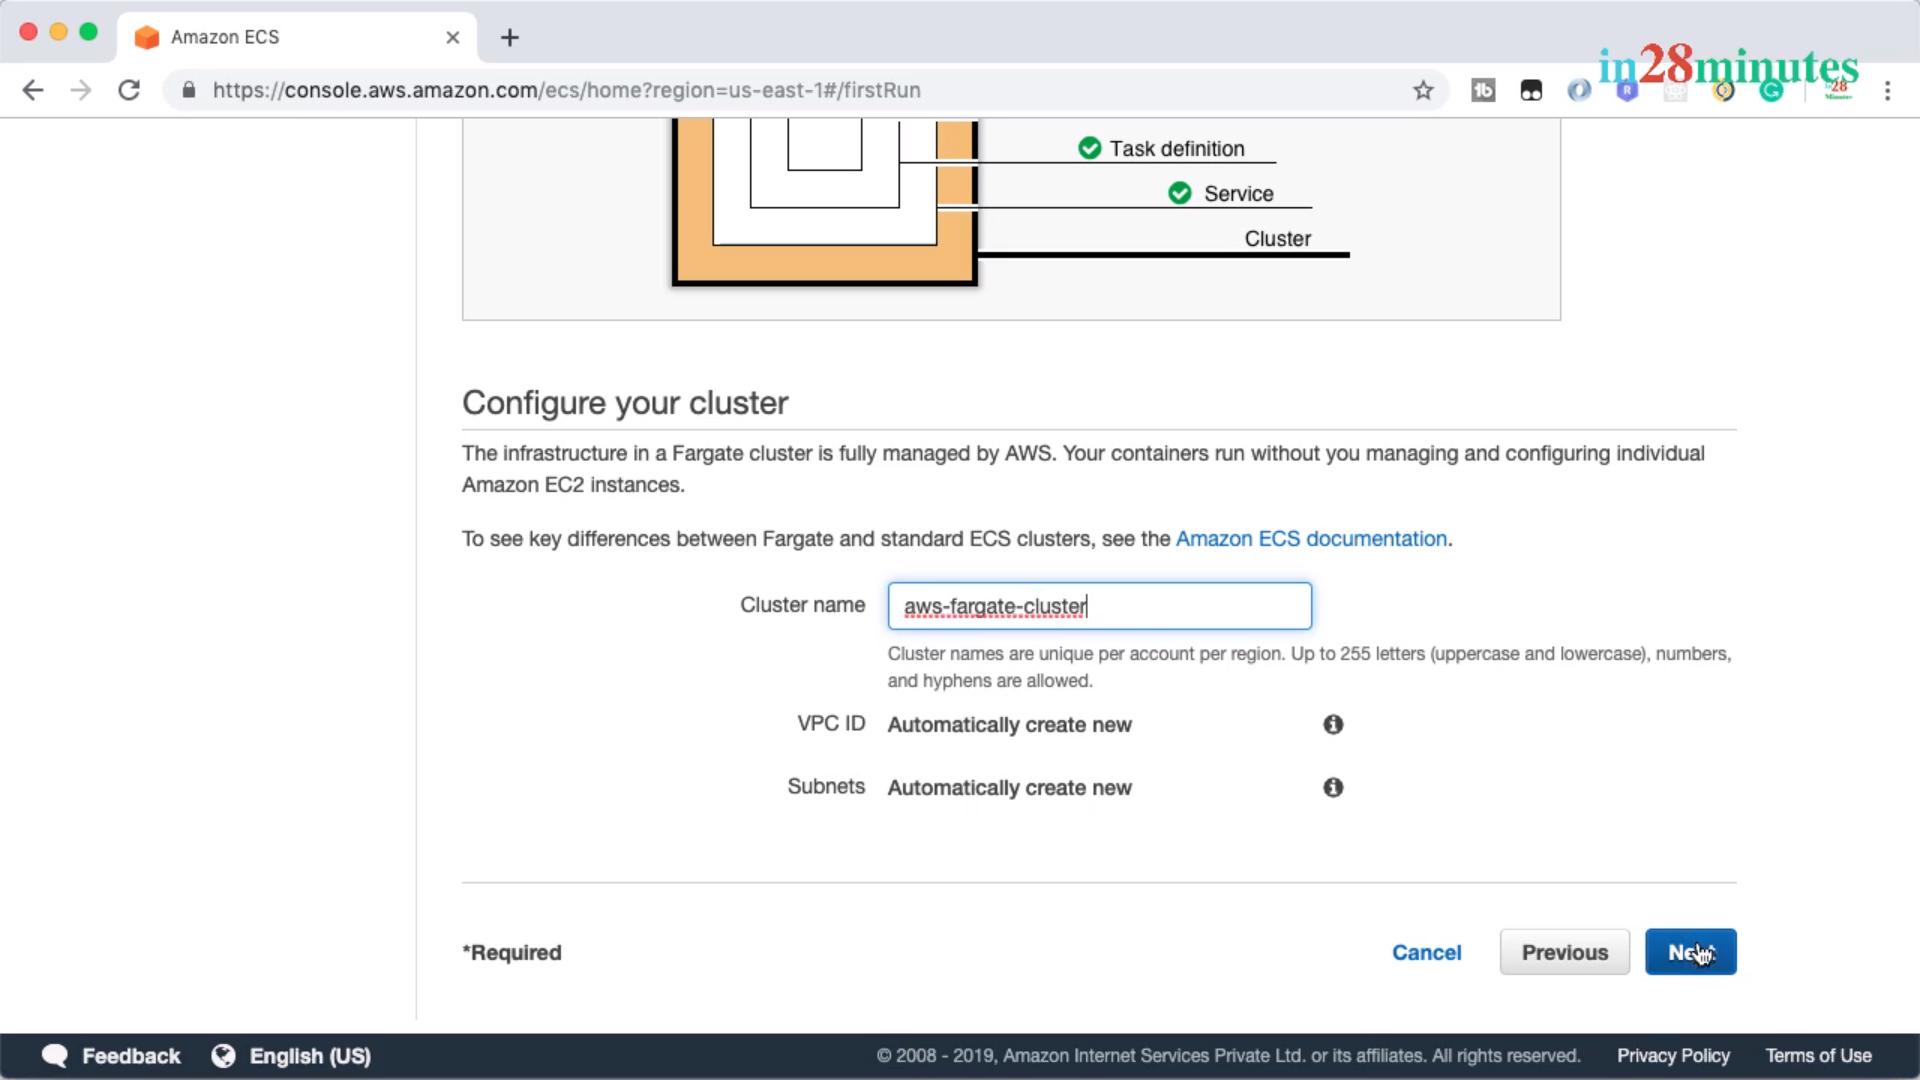 Amazon ECS
in28minutes
https://console.aws.amazon.com/ecs/home?region=us-east-1#/firstRun
Task definition
Service
Cluster
Configure your cluster
The infrastructure in a Fargate cluster is fully managed by AWS. Your containers run without you managing and configuring individual
Amazon EC2 instances.
To see key differences between Fargate and standard ECS clusters, see the Amazon ECS documentation.
Cluster name aws-fargate-cluster
Cluster names are unique per account per region. Up to 255 letters (uppercase and lowercase), numbers,
and hyphens are allowed.
VPC ID Automatically create new
Subnets Automatically create new
*Required Cancel Previous Next
Feedback English (US) © 2008 - 2019, Amazon Internet Services Private Ltd. or its affiliates. All rights reserved. Privacy Policy Terms of Use